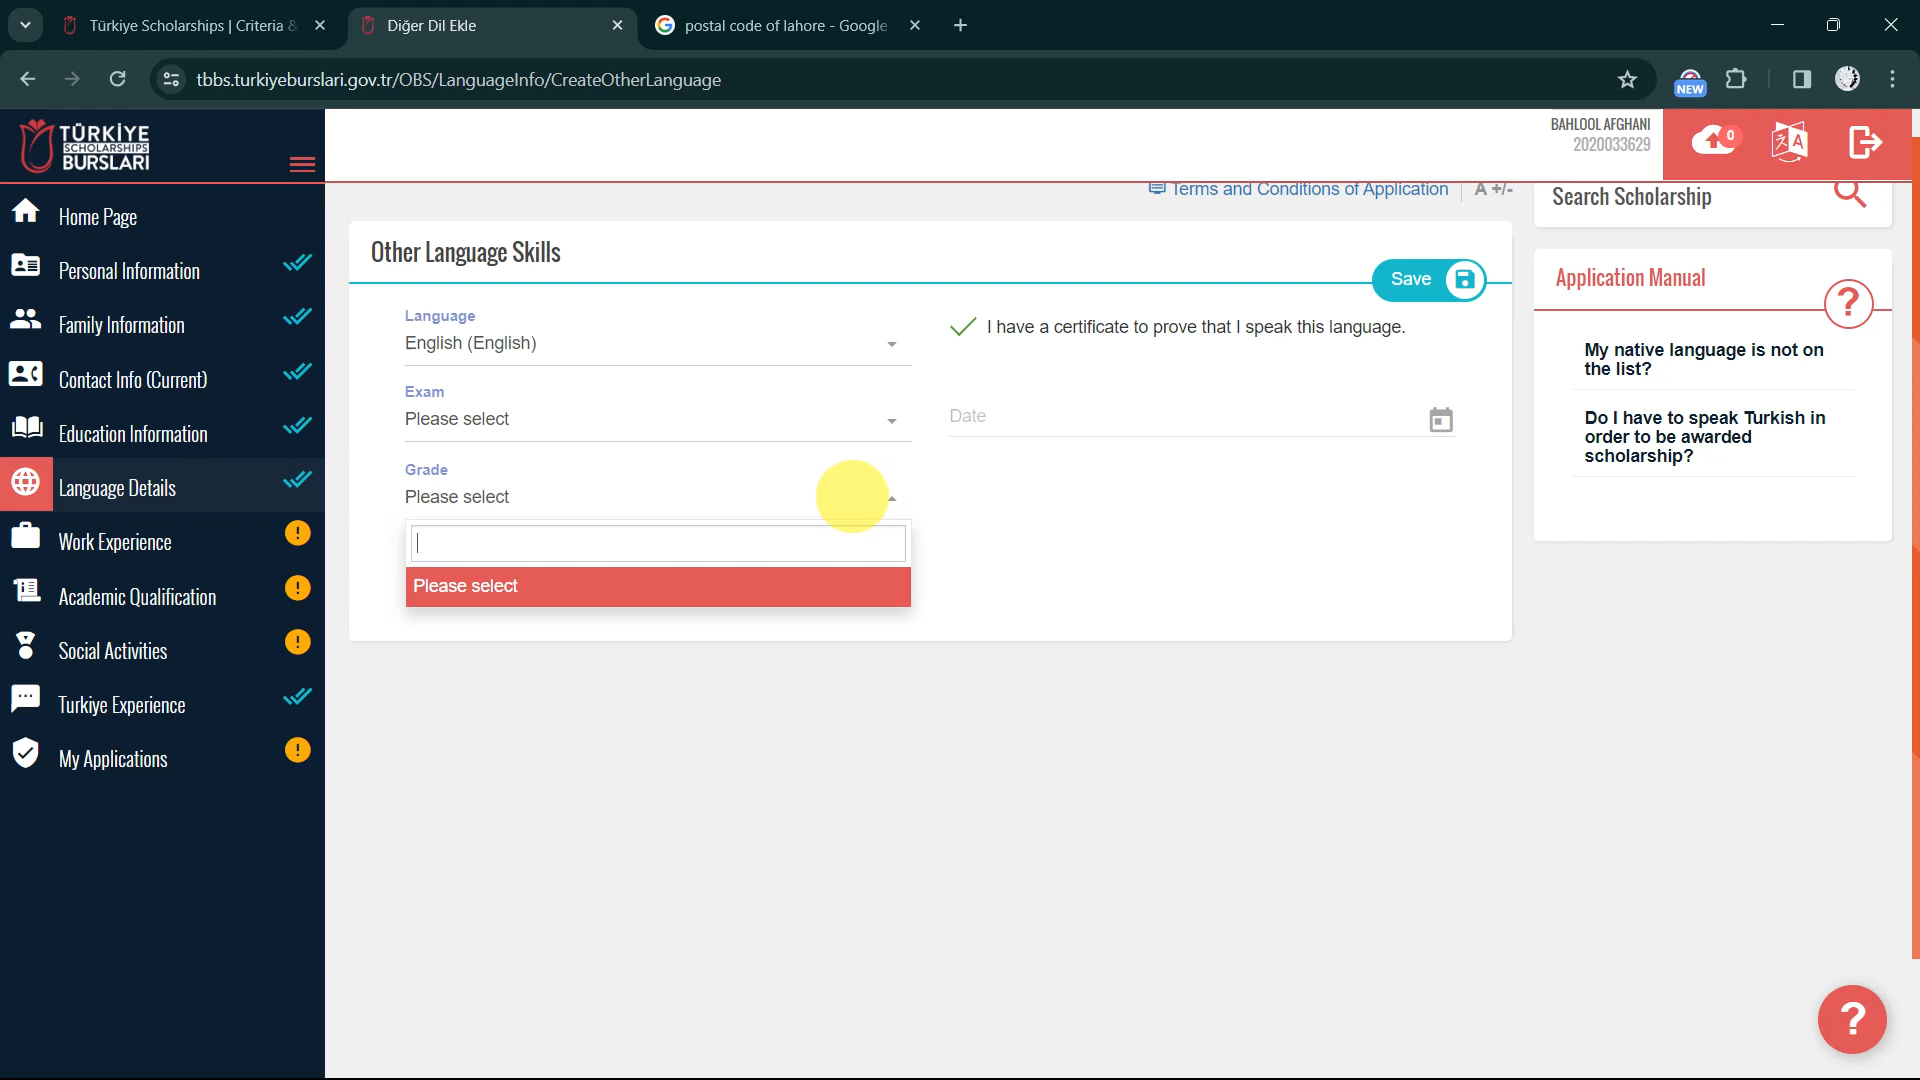 Türkiye Scholarships | Criteria &
Diğer Dil Ekle
postal code of lahore - Google
tbbs.turkiyeburslari.gov.tr/OBS/LanguageInfo/CreateOtherLanguage
NEW
TÜRKİYE
SCHOLARSHIPS
BURSLARI
BAHLOOL AFGHANI
2020033629
0
A
Home Page
Personal Information
Family Information
Contact Info (Current)
Education Information
Language Details
Work Experience
!
Academic Qualification
!
Social Activities
!
Turkiye Experience
My Applications
!
Terms and Conditions of Application
A +/-
Other Language Skills
Save
Language
English (English)
I have a certificate to prove that I speak this language.
Exam
Please select
Date
Grade
Please select
Please select
Search Scholarship
Application Manual
?
My native language is not on
the list?
Do I have to speak Turkish in
order to be awarded
scholarship?
?